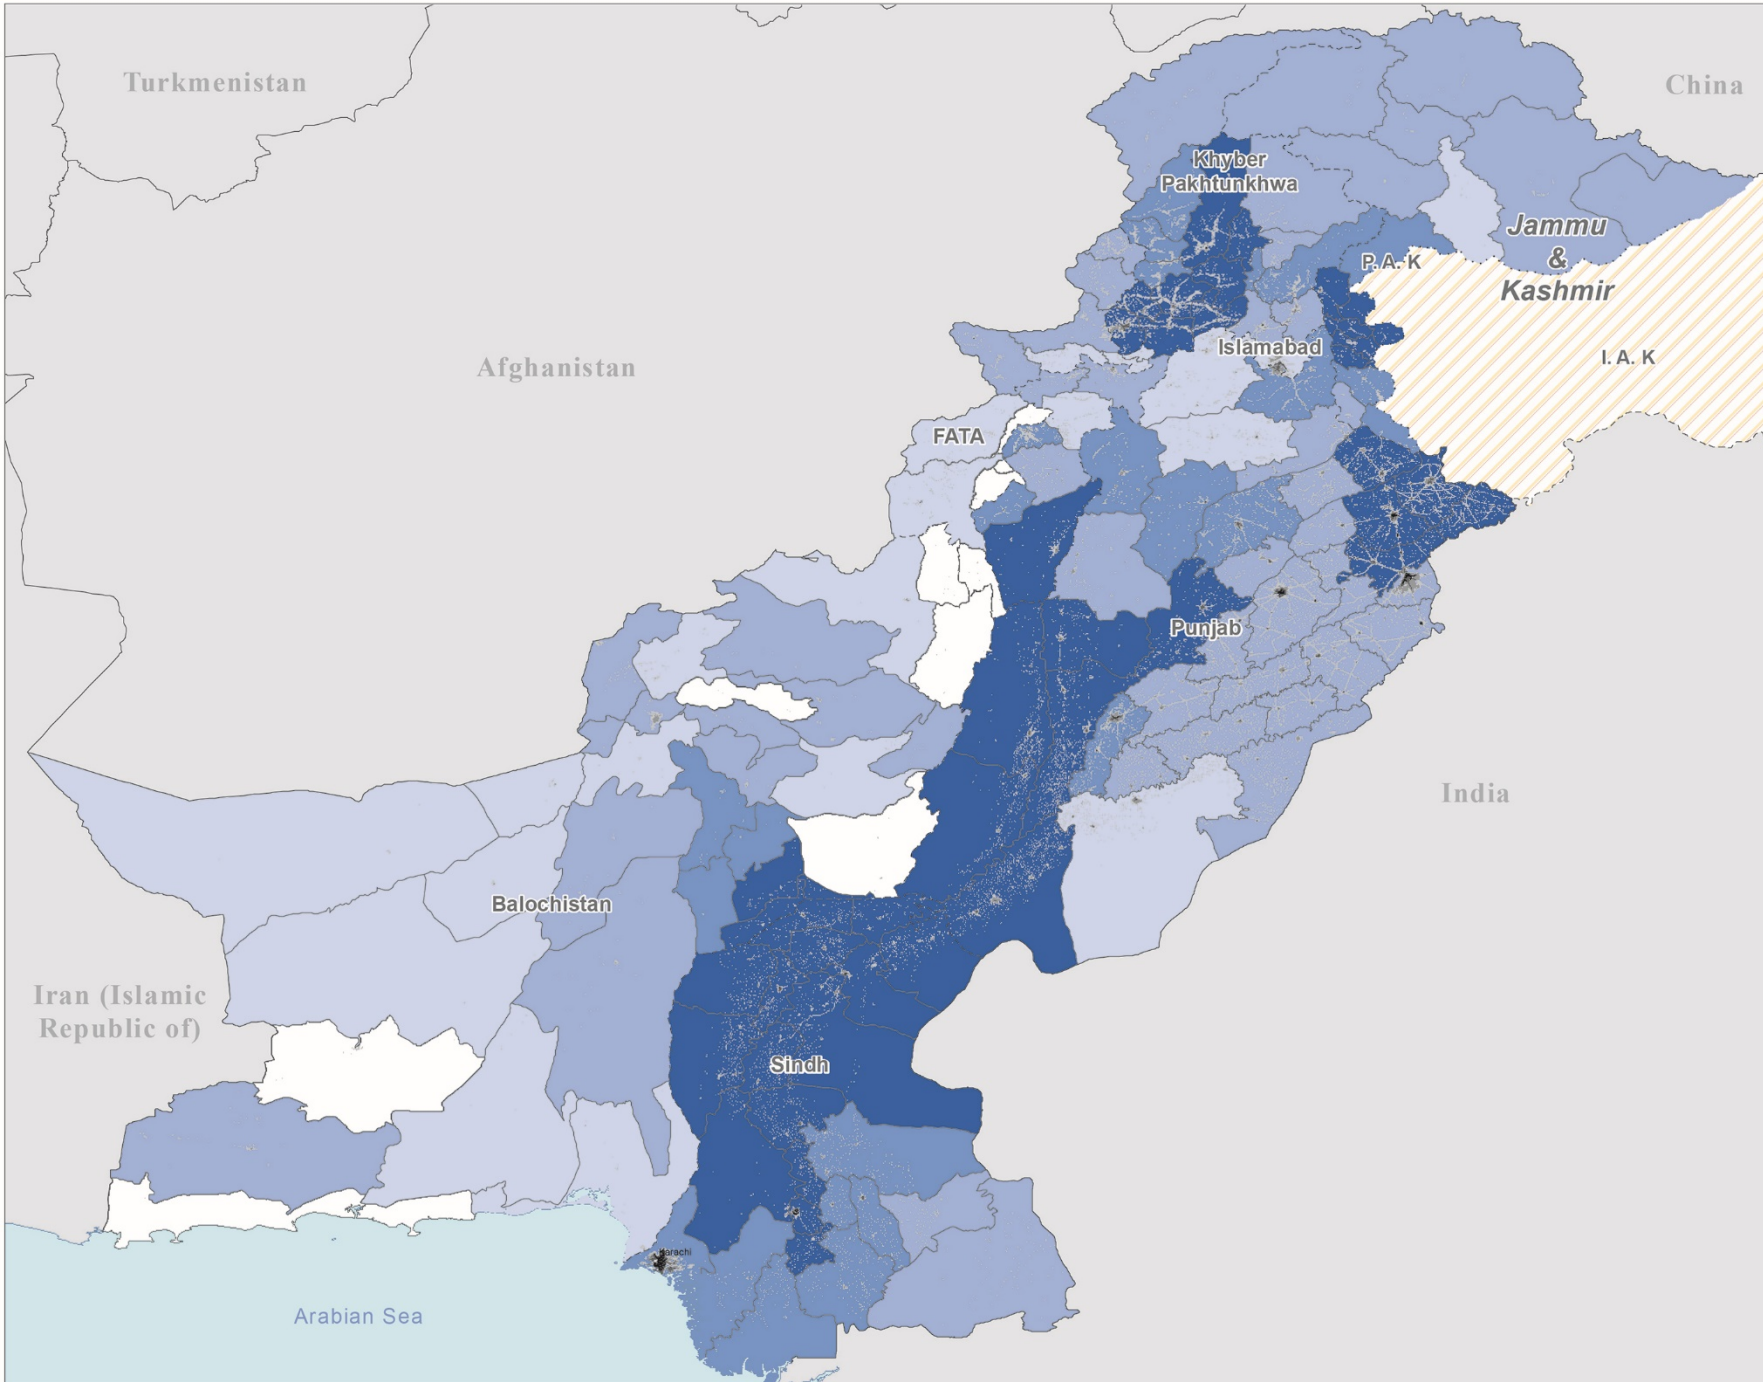 Turkmenistan
China
Khyber
Pakhtunkhwa
Jammu
&
Kashmir
P. A. K
Islamabad
I. A. K
Afghanistan
FATA
Punjab
India
Balochistan
Iran (Islamic
Republic of)
Sindh
Karachi
Arabian Sea